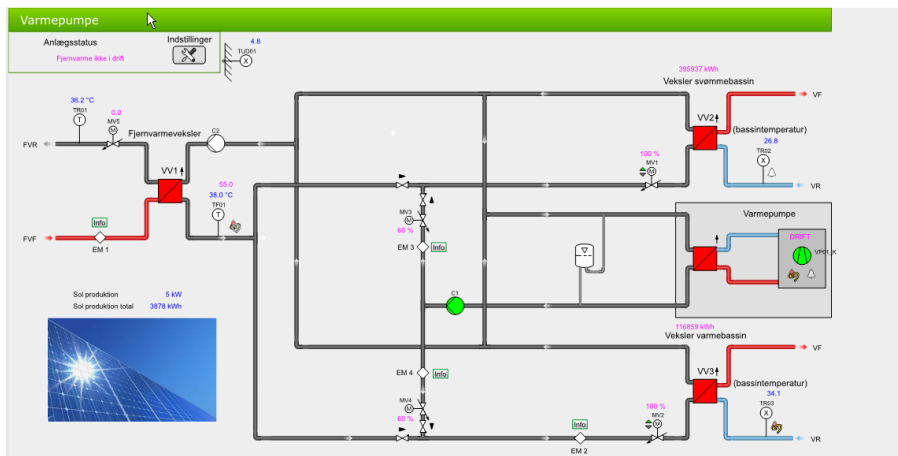 Varmepumpe
Anlægsstatus
Indstillinger
Fjernvarme ikke i drift
4.8
TUD01
X
395937 kWh
Veksler svømmebassin
VF
36.2 °C
TR01
T
0.0
MV5
M
Fjernvarmeveksler
C2
VV2
(bassintemperatur)
26.8
TR02
X
FVR
VV1
100 %
MV1
M
VR
55.0
38.0 °C
TF01
T
MV3
M
60 %
Info
EM 1
FVF
EM 3
Info
Varmepumpe
DRIFT
VP01_K
Sol produktion
5 kW
Sol produktion total
3878 kWh
C1
116859 kWh
Veksler varmebassin
VF
EM 4
Info
VV3
(bassintemperatur)
34.1
TR03
X
MV4
M
60 %
100 %
MV2
M
Info
EM 2
VR